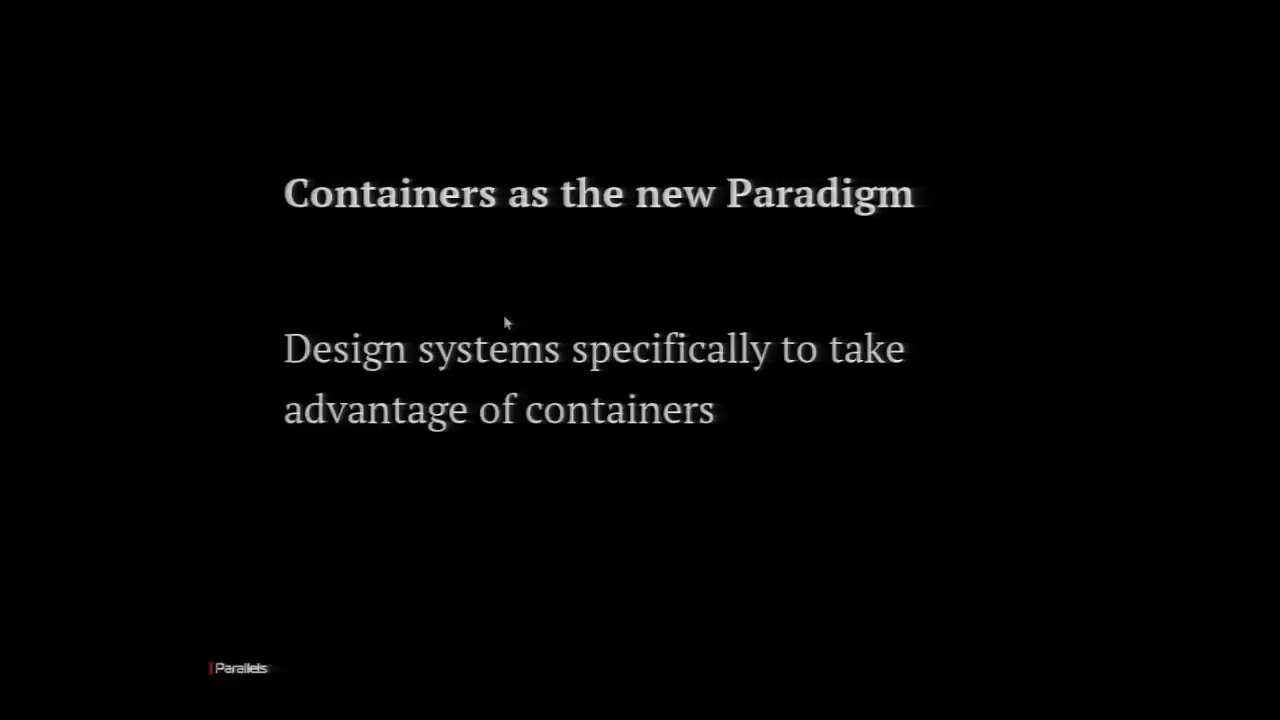 Containers as the new Paradigm
Design systems specifically to take
advantage of containers
Parallels